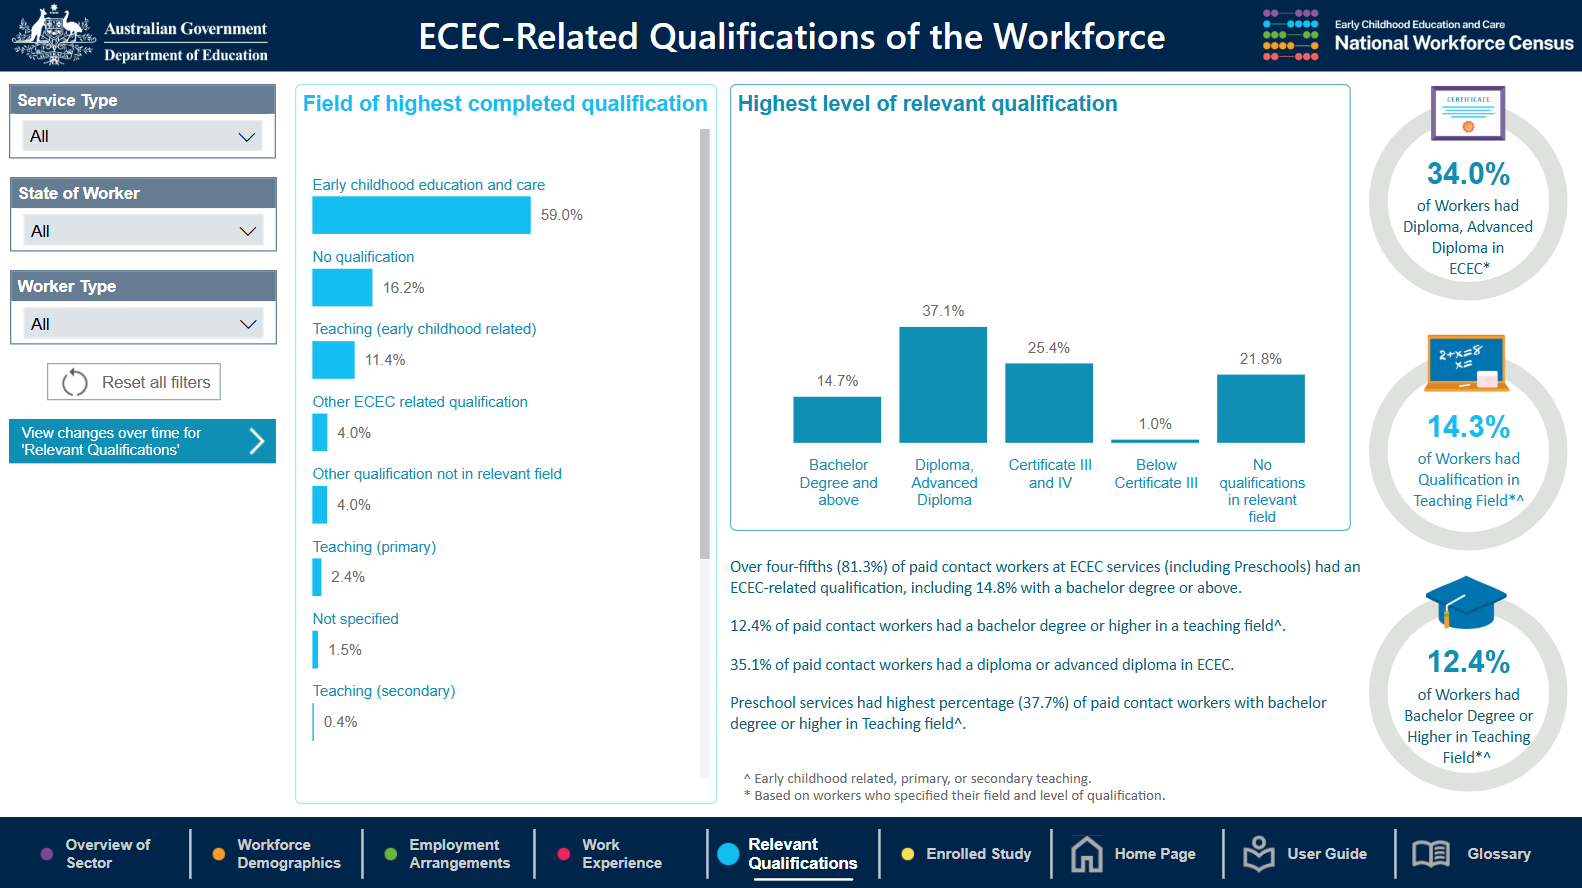 Australian Government
Department of Education
ECEC-Related Qualifications of the Workforce
Early Childhood Education and Care
National Workforce Census
Service Type
All
State of Worker
All
Worker Type
All
Reset all filters
View changes over time for
'Relevant Qualifications'
Field of highest completed qualification
Early childhood education and care
59.0%
No qualification
16.2%
Teaching (early childhood related)
11.4%
Other ECEC related qualification
4.0%
Other qualification not in relevant field
4.0%
Teaching (primary)
2.4%
Not specified
1.5%
Teaching (secondary)
0.4%
Highest level of relevant qualification
14.7%
37.1%
25.4%
1.0%
21.8%
Bachelor
Degree and
above
Diploma,
Advanced
Diploma
Certificate III
and IV
Below
Certificate III
No
qualifications
in relevant
field
Over four-fifths (81.3%) of paid contact workers at ECEC services (including Preschools) had an
ECEC-related qualification, including 14.8% with a bachelor degree or above.
12.4% of paid contact workers had a bachelor degree or higher in a teaching field^.
35.1% of paid contact workers had a diploma or advanced diploma in ECEC.
Preschool services had highest percentage (37.7%) of paid contact workers with bachelor
degree or higher in Teaching field^.
^ Early childhood related, primary, or secondary teaching.
* Based on workers who specified their field and level of qualification.
CERTIFICATE
34.0%
of Workers had
Diploma, Advanced
Diploma in
ECEC*
2+x=8
x=
14.3%
of Workers had
Qualification in
Teaching Field*^
12.4%
of Workers had
Bachelor Degree or
Higher in Teaching
Field*^
Overview of
Sector
Workforce
Demographics
Employment
Arrangements
Work
Experience
Relevant
Qualifications
Enrolled Study
Home Page
User Guide
Glossary